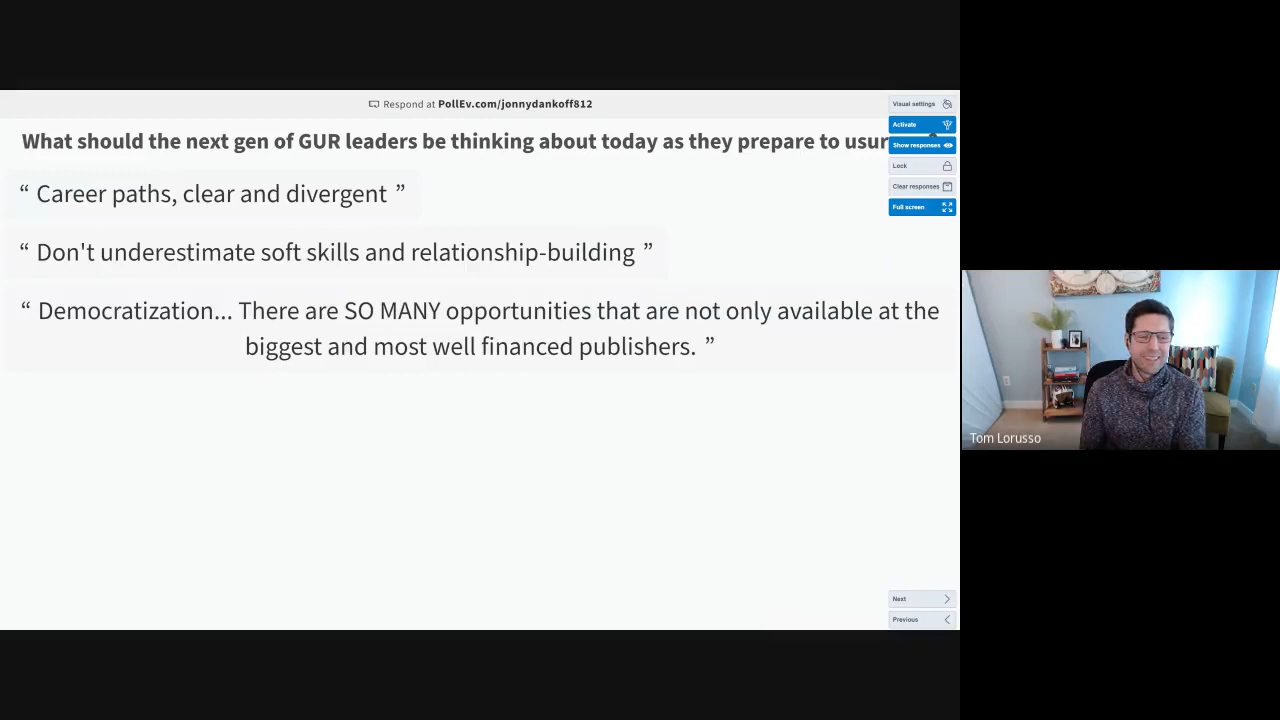 Respond at PollEv.com/jonnydankoff812
What should the next gen of GUR leaders be thinking about today as they prepare to usur
“ Career paths, clear and divergent ”
“ Don't underestimate soft skills and relationship-building ”
“ Democratization... There are SO MANY opportunities that are not only available at the
biggest and most well financed publishers. ”
Visual settings
Activate
Show responses
Lock
Clear responses
Full screen
Next
Previous
Tom Lorusso